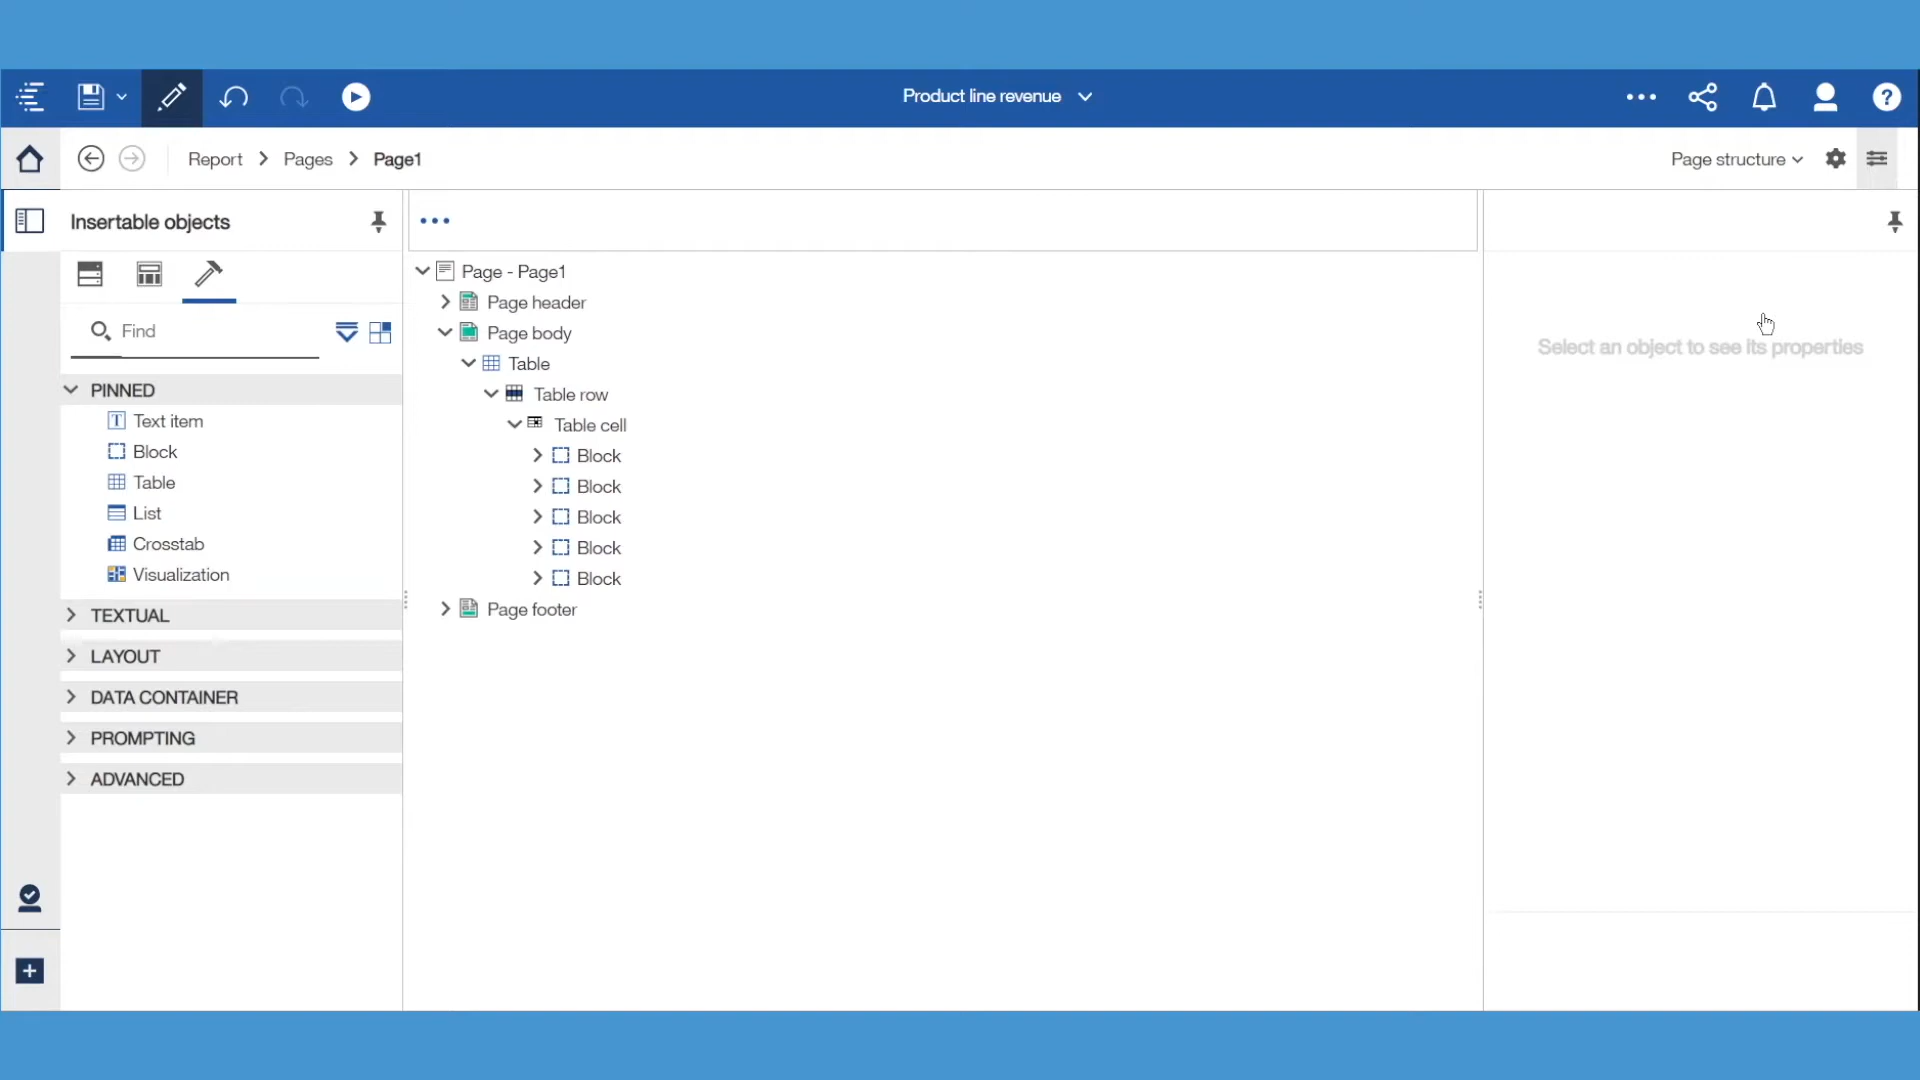 Product line revenue
?
Report > Pages > Page1
Page structure
Insertable objects
Find
PINNED
Text item
Block
Table
List
Crosstab
Visualization
TEXTUAL
LAYOUT
DATA CONTAINER
PROMPTING
ADVANCED
Page - Page1
Page header
Page body
Table
Table row
Table cell
Block
Block
Block
Block
Block
Page footer
Select an object to see its properties